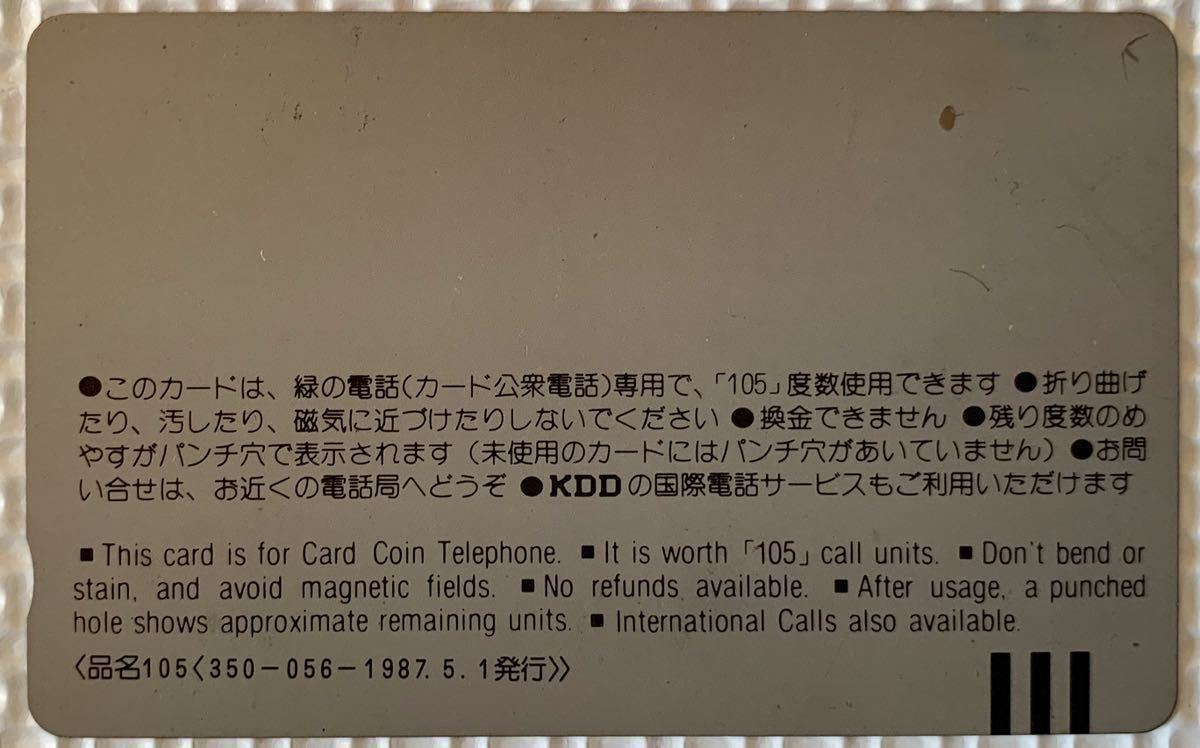 ●このカードは、緑の電話(カード公衆電話)専用で、「105」度数使用できます ●折り曲げ
たり、汚したり、磁気に近づけたりしないでください ●換金できません ●残り度数のめ
やすがパンチ穴で表示されます(未使用のカードにはパンチ穴があいていません) ●お問
い合せは、お近くの電話局へどうぞ ●KDDの国際電話サービスもご利用いただけます
■ This card is for Card Coin Telephone. ■ It is worth「105」call units. ■ Don't bend or
stain, and avoid magnetic fields. ■ No refunds available. ■ After usage, a punched
hole shows approximate remaining units. ■ International Calls also available.
〈品名105〈350-056-1987.5.1発行〉〉